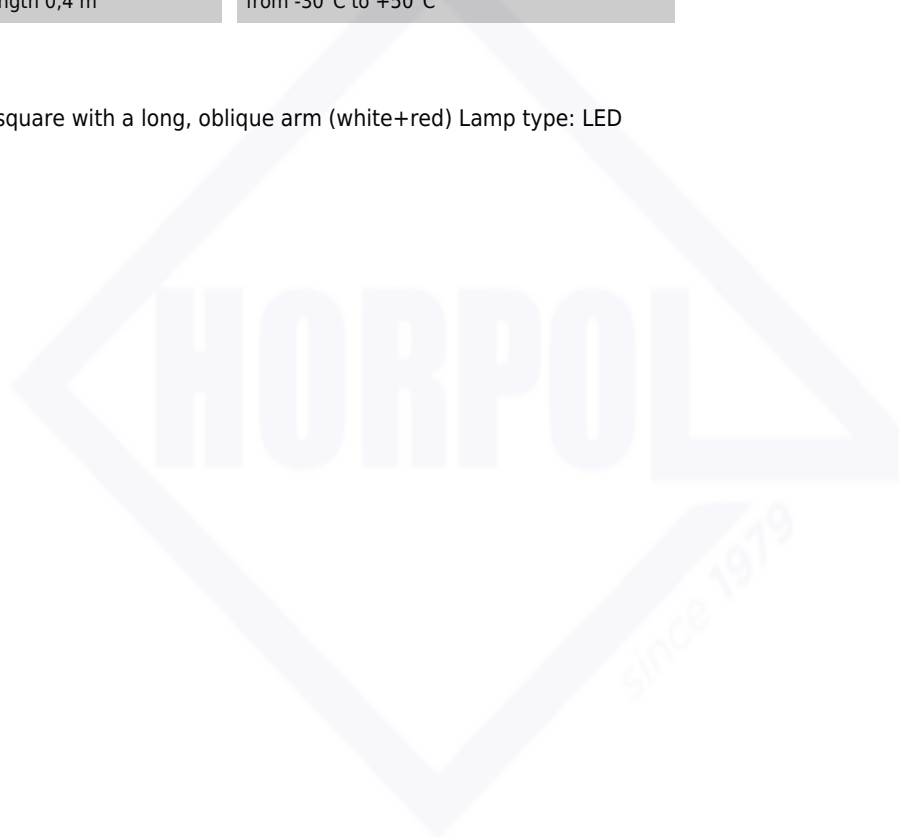 ngth 0,4 m from -30°C to +50°C
square with a long, oblique arm (white+red) Lamp type: LED
HORPOL
since 1979